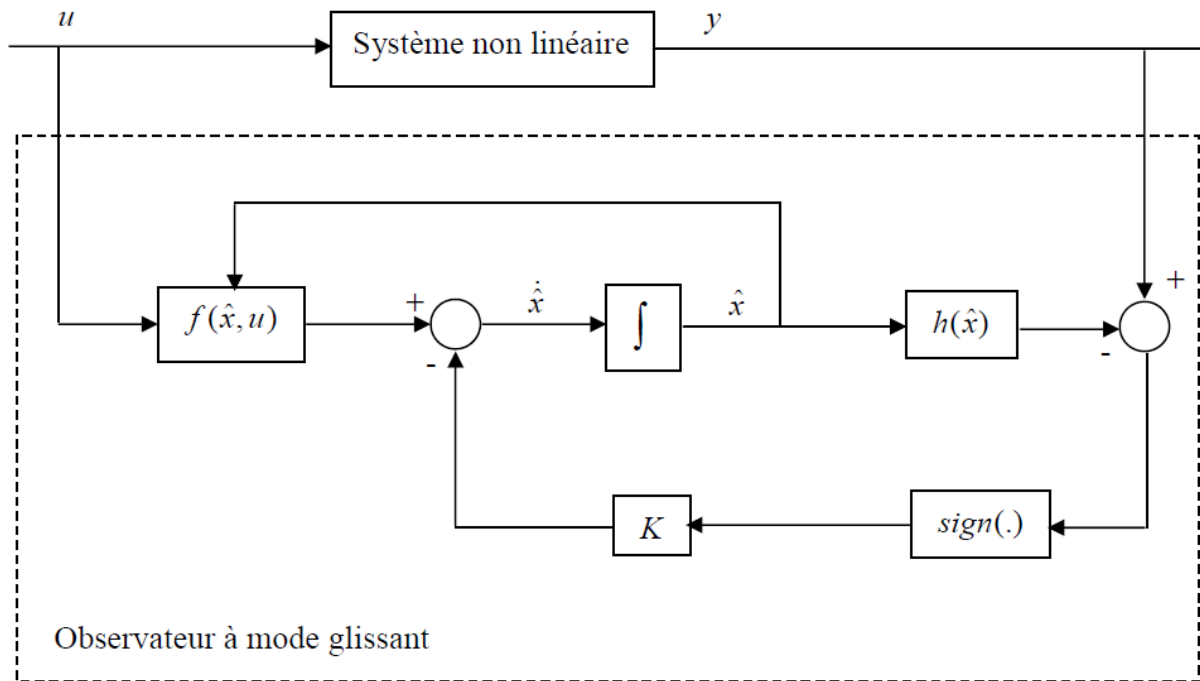 u
Système non linéaire
y
+
f(x̂, u)
+
-
ẋ̂
∫
x̂
h(x̂)
-
K
sign(.)
Observateur à mode glissant